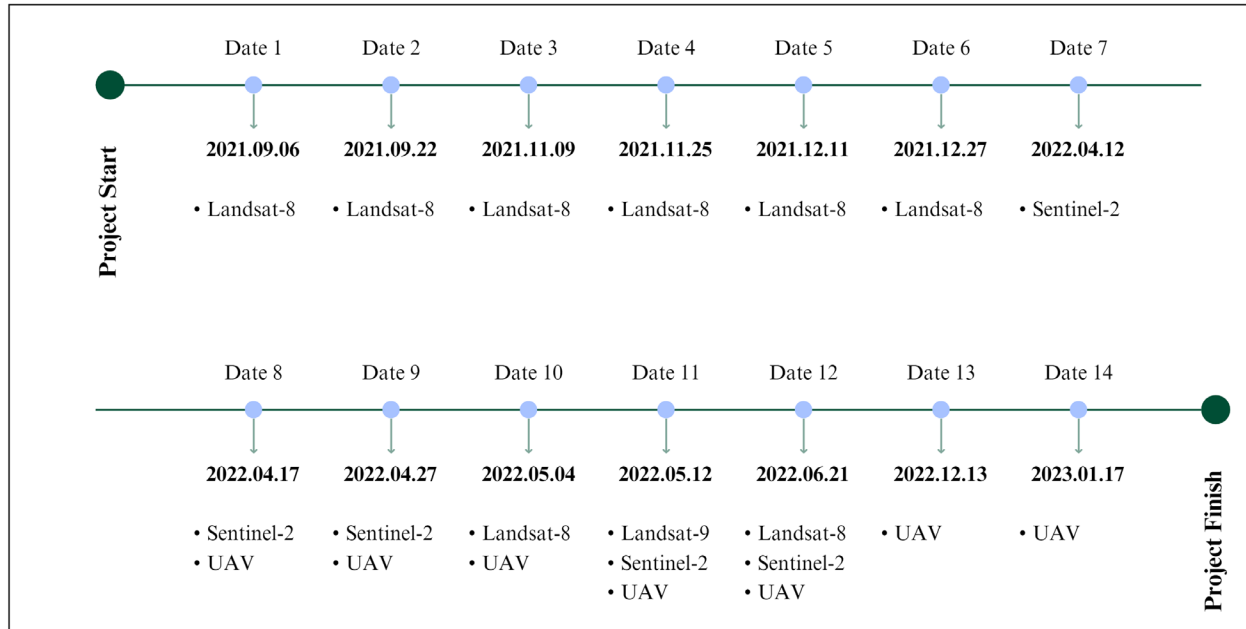 Date 1 Date 2 Date 3 Date 4 Date 5 Date 6 Date 7
Project Start
2021.09.06 2021.09.22 2021.11.09 2021.11.25 2021.12.11 2021.12.27 2022.04.12
• Landsat-8 • Landsat-8 • Landsat-8 • Landsat-8 • Landsat-8 • Landsat-8 • Sentinel-2
Date 8 Date 9 Date 10 Date 11 Date 12 Date 13 Date 14
2022.04.17 2022.04.27 2022.05.04 2022.05.12 2022.06.21 2022.12.13 2023.01.17
• Sentinel-2 • Sentinel-2 • Landsat-8 • Landsat-9 • Landsat-8 • UAV • UAV
• UAV • UAV • UAV • Sentinel-2 • Sentinel-2
• UAV • UAV
Project Finish